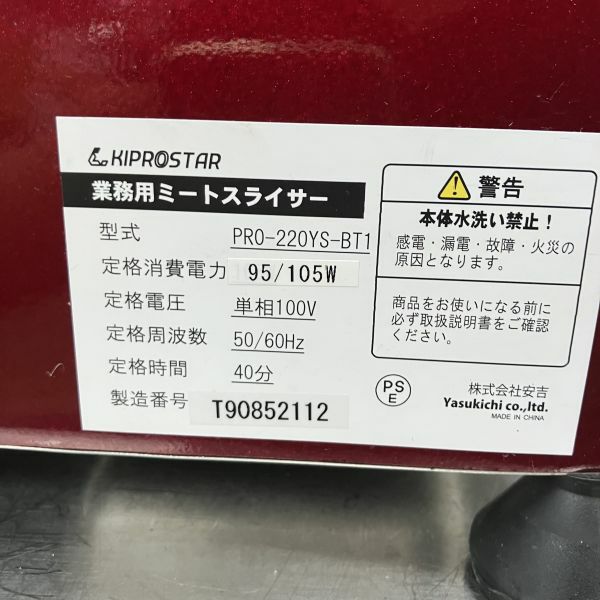 KIPROSTAR
業務用ミートスライサー
型式 PRO-220YS-BT1
定格消費電力 95/105W
定格電圧 単相100V
定格周波数 50/60Hz
定格時間 40分
製造番号 T90852112
警告
本体水洗い禁止！
感電・漏電・故障・火災の
原因となります。
商品をお使いになる前に
必ず取扱説明書をご確認
ください。
PS
E
株式会社安吉
Yasukichi co.,ltd.
MADE IN CHINA